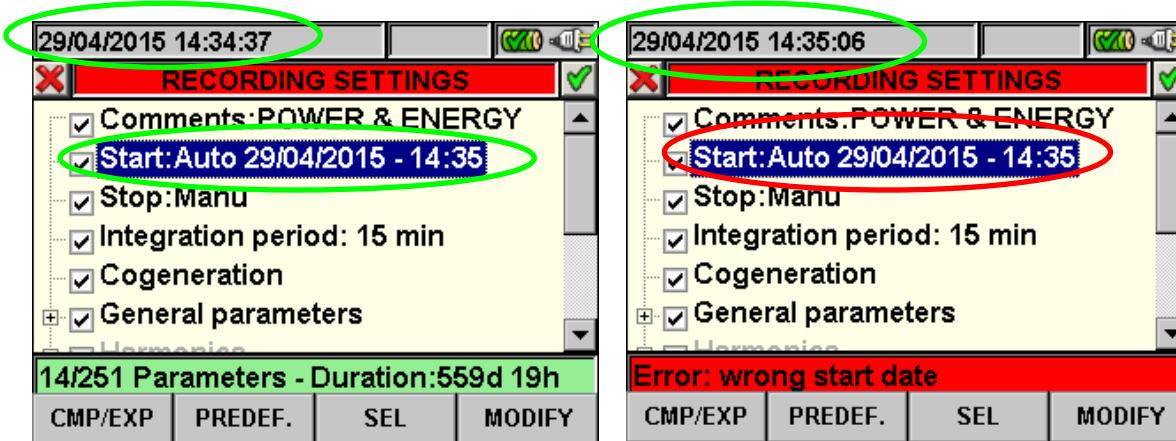 29/04/2015 14:34:37
RECORDING SETTINGS
Comments:POWER & ENERGY
Start:Auto 29/04/2015 - 14:35
Stop:Manu
Integration period: 15 min
Cogeneration
General parameters
Harmonics
14/251 Parameters - Duration:559d 19h
CMP/EXP PREDEF. SEL MODIFY
29/04/2015 14:35:06
RECORDING SETTINGS
Comments:POWER & ENERGY
Start:Auto 29/04/2015 - 14:35
Stop:Manu
Integration period: 15 min
Cogeneration
General parameters
Harmonics
Error: wrong start date
CMP/EXP PREDEF. SEL MODIFY